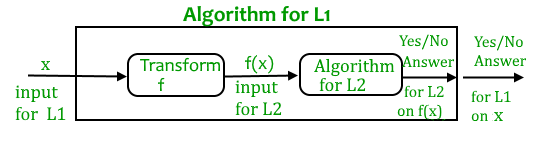 Algorithm for L1
x
input
for L1
Transform
f
f(x)
input
for L2
Algorithm
for L2
Yes/No
Answer
for L2
on f(x)
Yes/No
Answer
for L1
on x